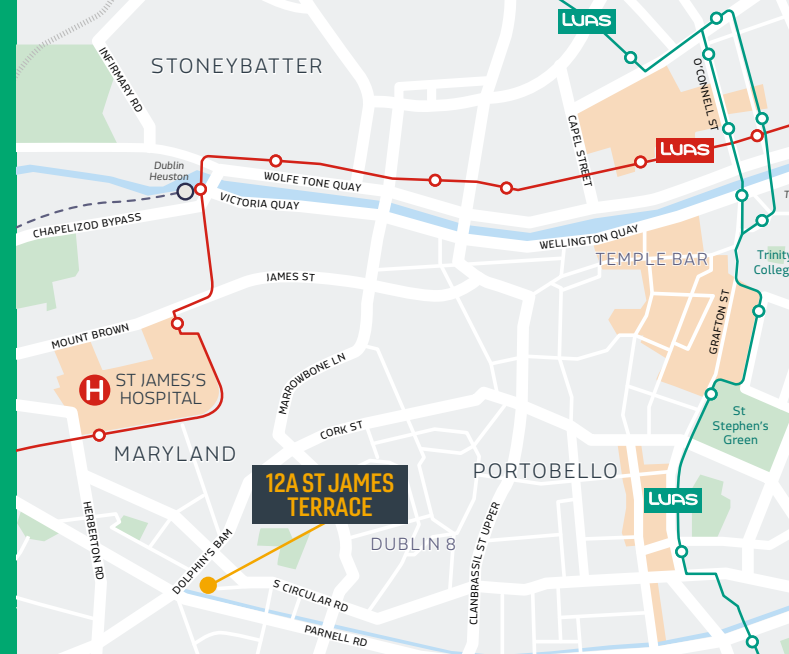 LUAS
STONEYBATTER
INFIRMARY RD
O'CONNELL ST
CAPEL STREET
LUAS
Dublin
Heuston
WOLFE TONE QUAY
VICTORIA QUAY
CHAPELIZOD BYPASS
WELLINGTON QUAY
TEMPLE BAR
Trinity
Colleg
JAMES ST
GRAFTON ST
MOUNT BROWN
MARROWBONE LN
H
ST JAMES'S
HOSPITAL
St
Stephen's
Green
CORK ST
MARYLAND
PORTOBELLO
12A ST JAMES
TERRACE
LUAS
HERBERTON RD
DOLPHIN'S BAM
DUBLIN 8
CLANBRASSIL ST UPPER
S CIRCULAR RD
PARNELL RD